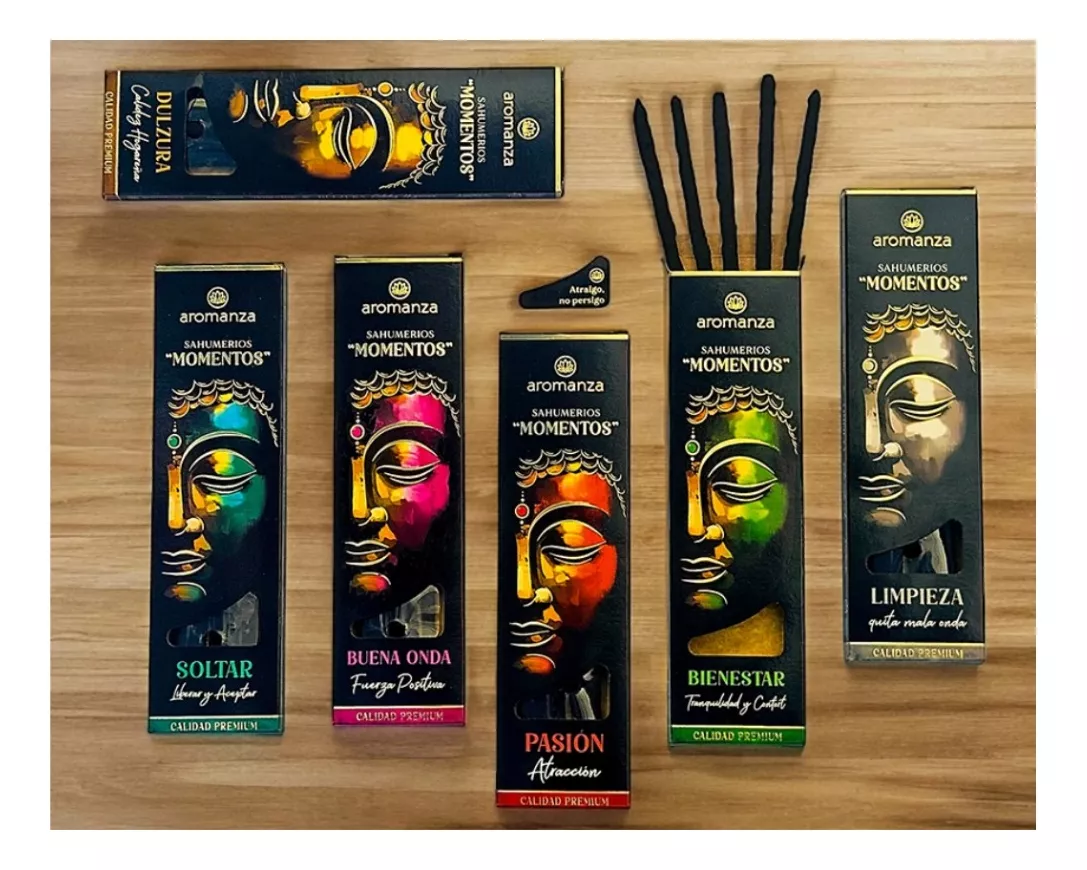 aromanza
SAHUMERIOS
"MOMENTOS"
DULZURA
Calidez Hogareña
CALIDAD PREMIUM
aromanza
SAHUMERIOS
"MOMENTOS"
SOLTAR
Liberar y Aceptar
CALIDAD PREMIUM
aromanza
SAHUMERIOS
"MOMENTOS"
BUENA ONDA
Fuerza Positiva
CALIDAD PREMIUM
Atraigo,
no persigo
aromanza
SAHUMERIOS
"MOMENTOS"
PASIÓN
Atracción
CALIDAD PREMIUM
aromanza
SAHUMERIOS
"MOMENTOS"
BIENESTAR
Tranquilidad y Confort
CALIDAD PREMIUM
aromanza
SAHUMERIOS
"MOMENTOS"
LIMPIEZA
quita mala onda
CALIDAD PREMIUM